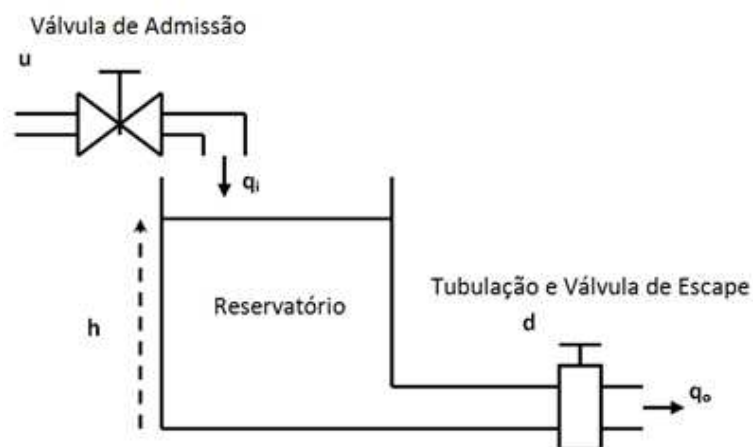 Válvula de Admissão
u
qᵢ
Tubulação e Válvula de Escape
d
Reservatório
h
qₒ